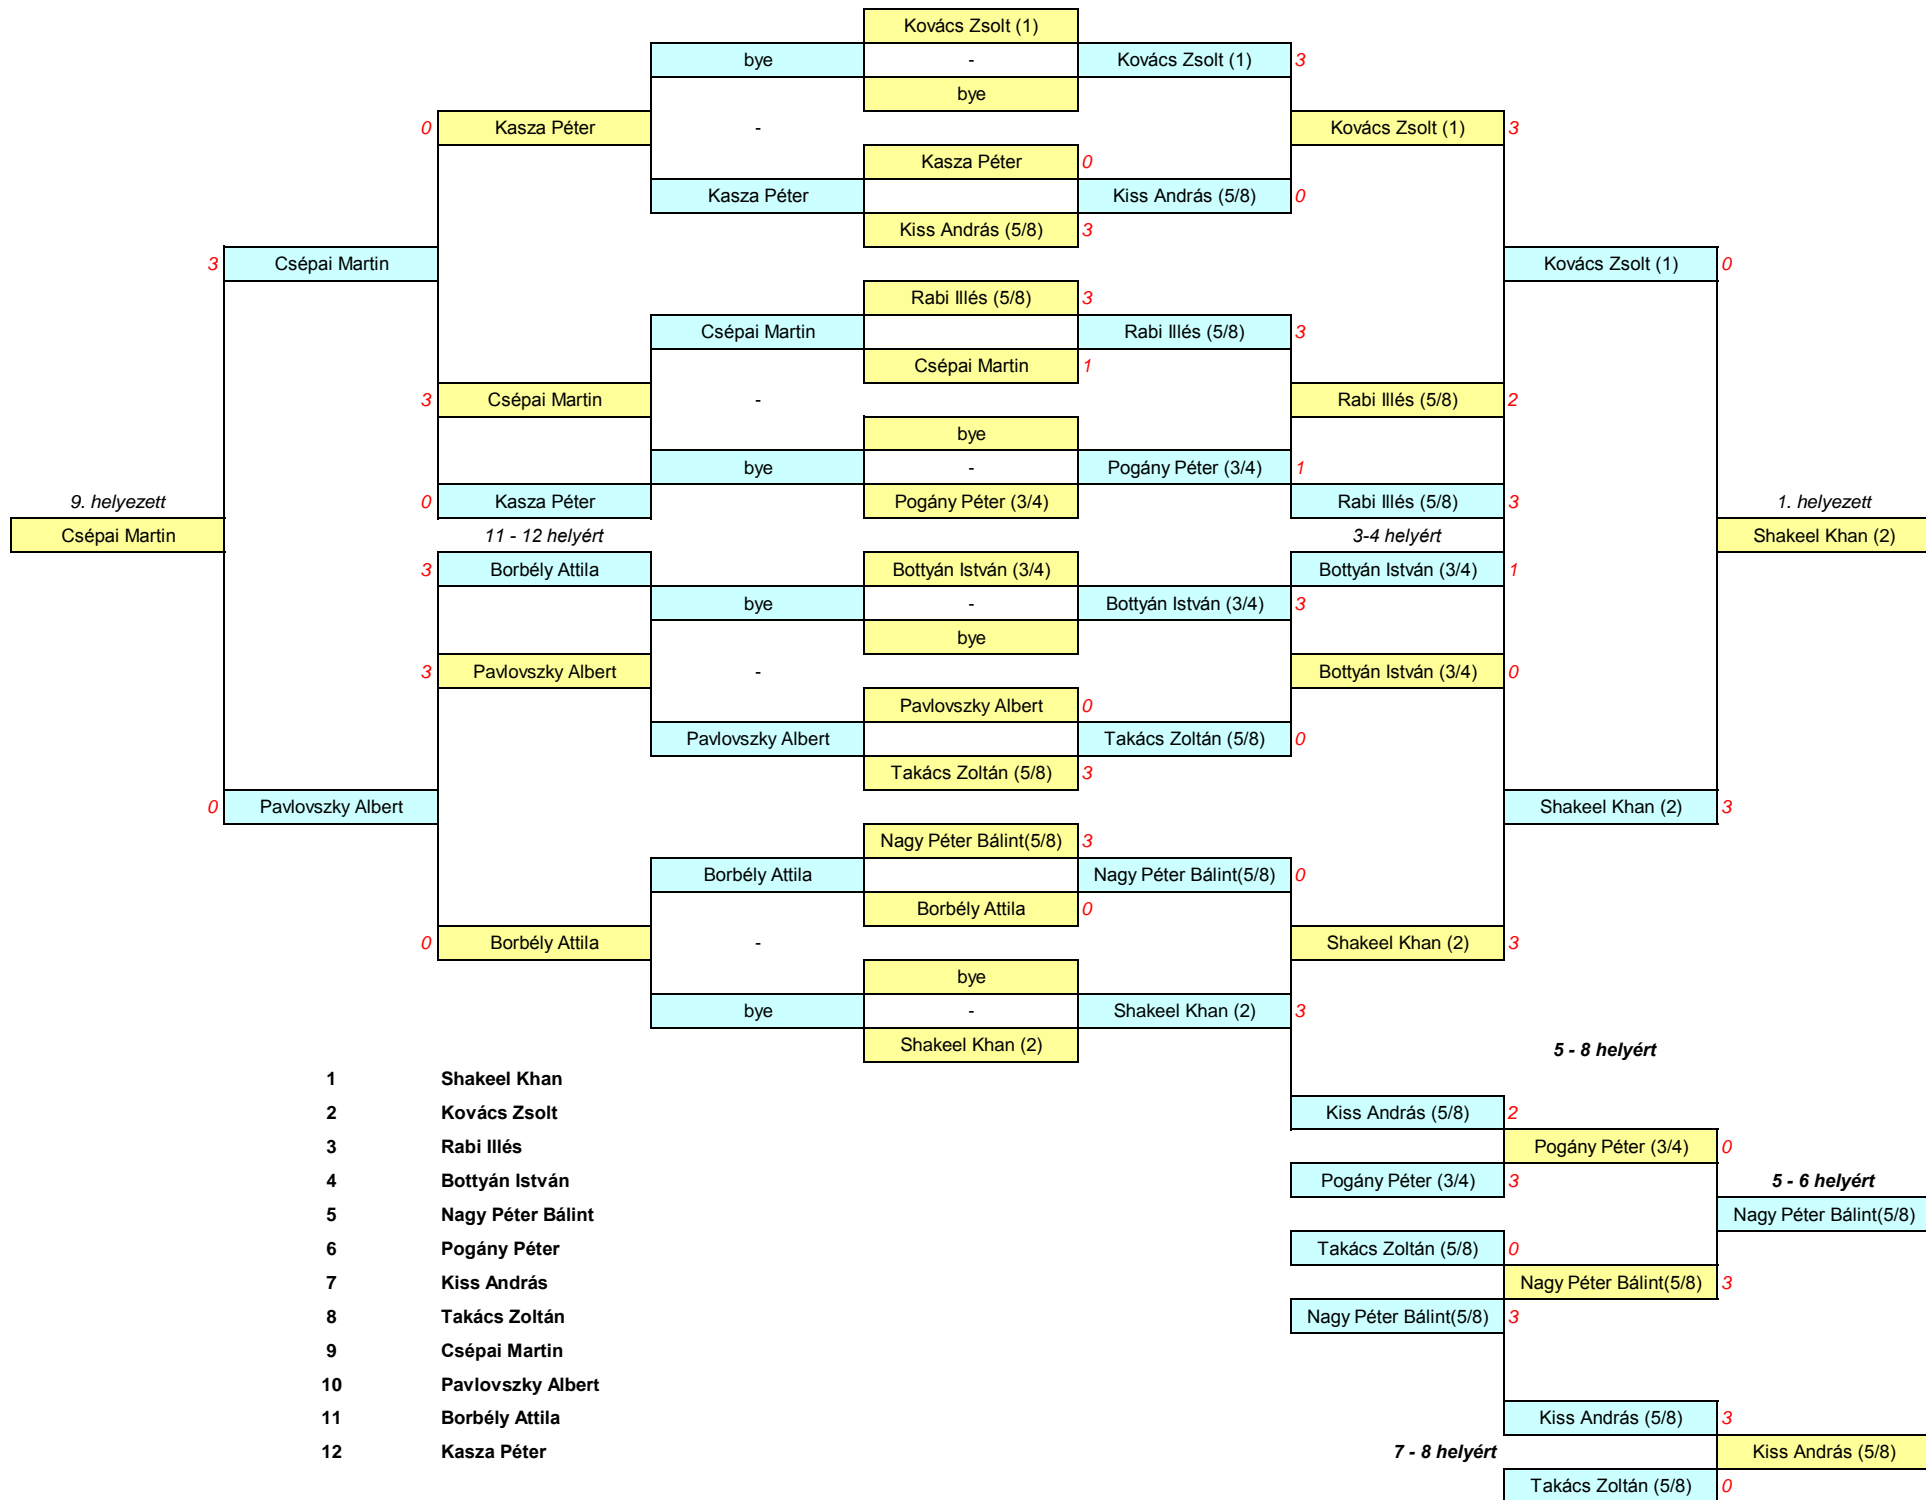 Kovács Zsolt (1)
bye - Kovács Zsolt (1) 3
bye
0 Kasza Péter - Kovács Zsolt (1) 3
Kasza Péter 0
Kasza Péter Kiss András (5/8) 0
Kiss András (5/8) 3
3 Csépai Martin Kovács Zsolt (1) 0
Rabi Illés (5/8) 3
Csépai Martin Rabi Illés (5/8) 3
Csépai Martin 1
3 Csépai Martin - Rabi Illés (5/8) 2
bye
bye - Pogány Péter (3/4) 1
9. helyezett 0 Kasza Péter Pogány Péter (3/4) Rabi Illés (5/8) 3 1. helyezett
Csépai Martin 11 - 12 helyért 3-4 helyért Shakeel Khan (2)
3 Borbély Attila Bottyán István (3/4) Bottyán István (3/4) 1
bye - Bottyán István (3/4) 3
bye
3 Pavlovszky Albert - Bottyán István (3/4) 0
Pavlovszky Albert 0
Pavlovszky Albert Takács Zoltán (5/8) 0
Takács Zoltán (5/8) 3
0 Pavlovszky Albert Shakeel Khan (2) 3
Nagy Péter Bálint(5/8) 3
Borbély Attila Nagy Péter Bálint(5/8) 0
Borbély Attila 0
0 Borbély Attila - Shakeel Khan (2) 3
bye
bye - Shakeel Khan (2) 3
Shakeel Khan (2) 5 - 8 helyért
1 Shakeel Khan
2 Kovács Zsolt Kiss András (5/8) 2
3 Rabi Illés Pogány Péter (3/4) 0
4 Bottyán István Pogány Péter (3/4) 3 5 - 6 helyért
5 Nagy Péter Bálint Nagy Péter Bálint(5/8)
6 Pogány Péter Takács Zoltán (5/8) 0
7 Kiss András Nagy Péter Bálint(5/8) 3
8 Takács Zoltán Nagy Péter Bálint(5/8) 3
9 Csépai Martin
10 Pavlovszky Albert
11 Borbély Attila Kiss András (5/8) 3
12 Kasza Péter 7 - 8 helyért Kiss András (5/8)
Takács Zoltán (5/8) 0